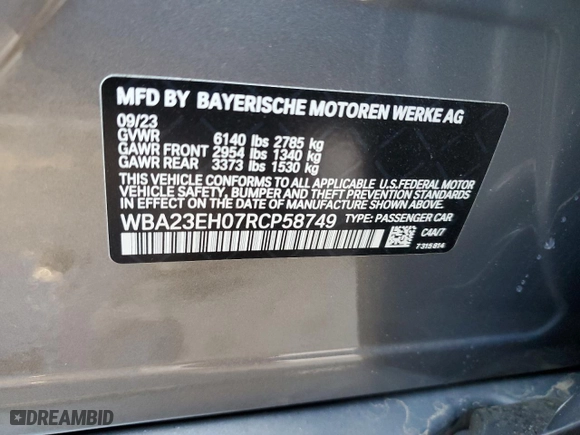 MFD BY BAYERISCHE MOTOREN WERKE AG
09/23
GVWR 6140 lbs 2785 kg
GAWR FRONT 2954 lbs 1340 kg
GAWR REAR 3373 lbs 1530 kg
THIS VEHICLE CONFORMS TO ALL APPLICABLE U.S.FEDERAL MOTOR
VEHICLE SAFETY, BUMPER AND THEFT PREVENTION STANDARDS
IN EFFECT ON THE DATE OF MANUFACTURE SHOWN ABOVE.
WBA23EH07RCP58749 TYPE: PASSENGER CAR
C4A/7
7315814
DREAMBID